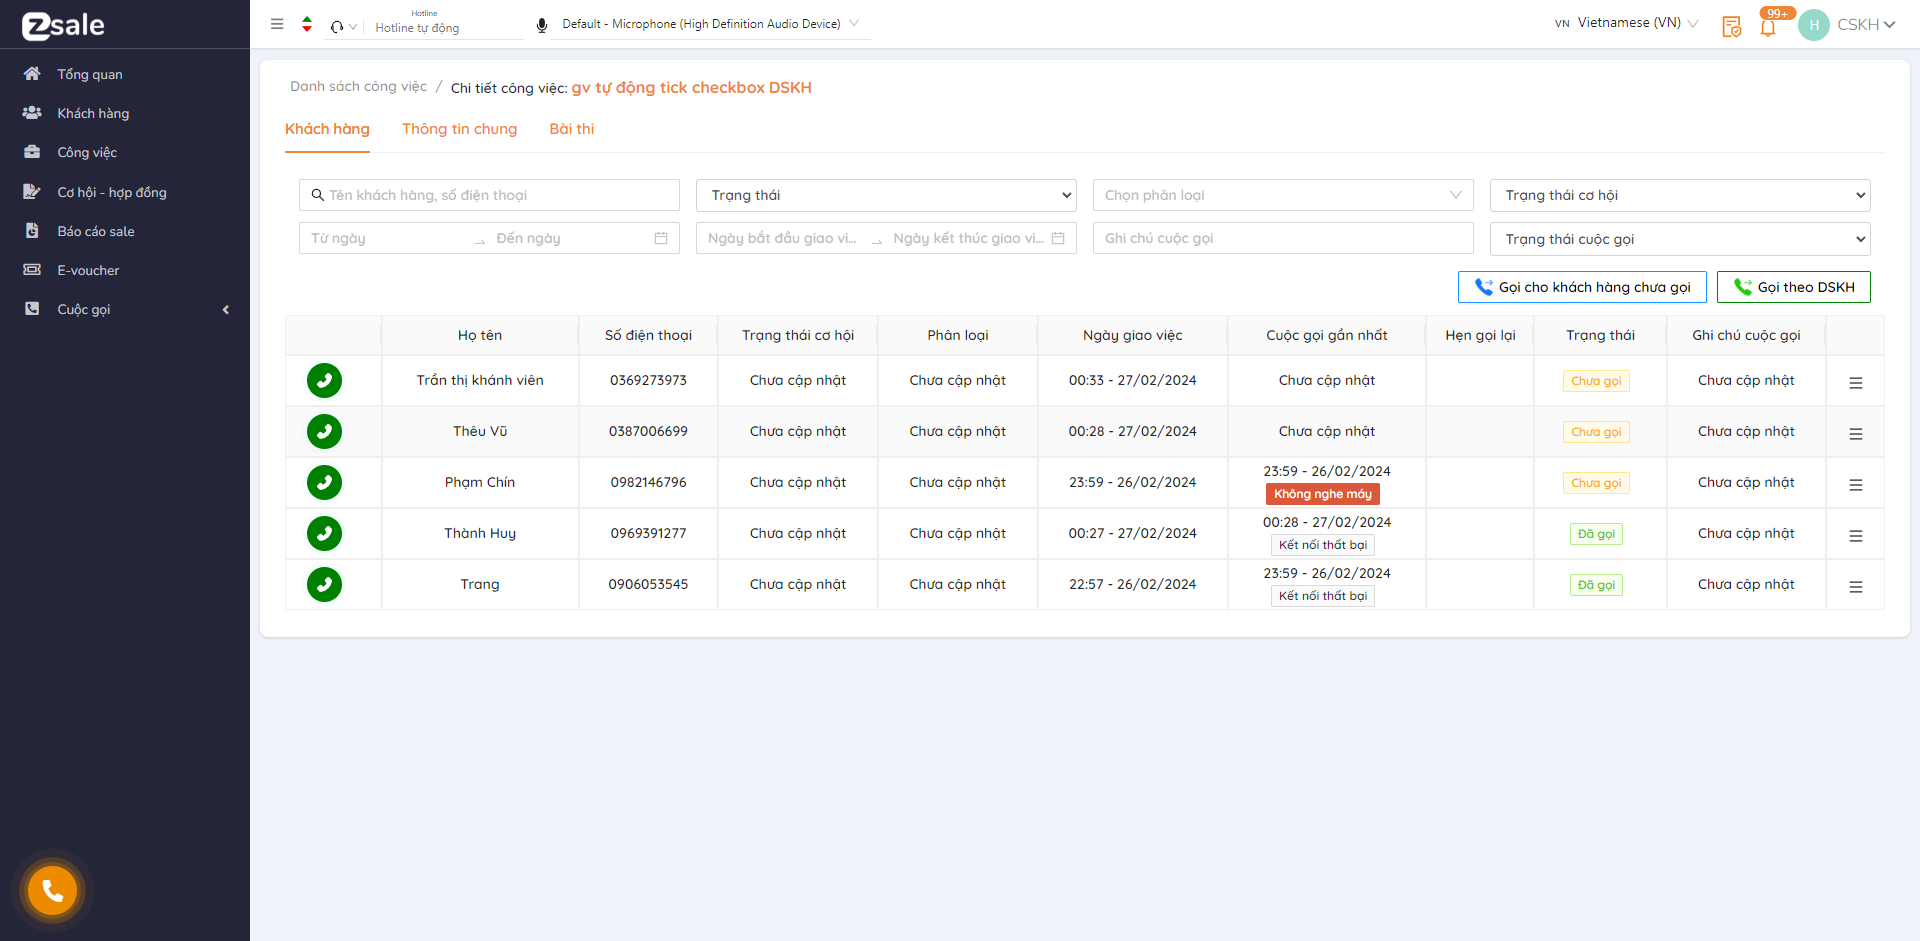 zsale
Tổng quan
Khách hàng
Công việc
Cơ hội - hợp đồng
Báo cáo sale
E-voucher
Cuộc gọi
Hotline
Hotline tự động
Default - Microphone (High Definition Audio Device)
VN Vietnamese (VN)
99+
H CSKH
Danh sách công việc / Chi tiết công việc: gv tự động tick checkbox DSKH
Khách hàng Thông tin chung Bài thi
Tên khách hàng, số điện thoại Trạng thái Chọn phân loại Trạng thái cơ hội
Từ ngày Đến ngày Ngày bắt đầu giao vi... Ngày kết thúc giao vi... Ghi chú cuộc gọi Trạng thái cuộc gọi
Gọi cho khách hàng chưa gọi Gọi theo DSKH
Họ tên Số điện thoại Trạng thái cơ hội Phân loại Ngày giao việc Cuộc gọi gần nhất Hẹn gọi lại Trạng thái Ghi chú cuộc gọi
Trần thị khánh viên 0369273973 Chưa cập nhật Chưa cập nhật 00:33 - 27/02/2024 Chưa cập nhật Chưa gọi Chưa cập nhật
Thêu Vũ 0387006699 Chưa cập nhật Chưa cập nhật 00:28 - 27/02/2024 Chưa cập nhật Chưa gọi Chưa cập nhật
Phạm Chín 0982146796 Chưa cập nhật Chưa cập nhật 23:59 - 26/02/2024 23:59 - 26/02/2024 Chưa gọi Chưa cập nhật
Không nghe máy
Thành Huy 0969391277 Chưa cập nhật Chưa cập nhật 00:27 - 27/02/2024 00:28 - 27/02/2024 Đã gọi Chưa cập nhật
Kết nối thất bại
Trang 0906053545 Chưa cập nhật Chưa cập nhật 22:57 - 26/02/2024 23:59 - 26/02/2024 Đã gọi Chưa cập nhật
Kết nối thất bại